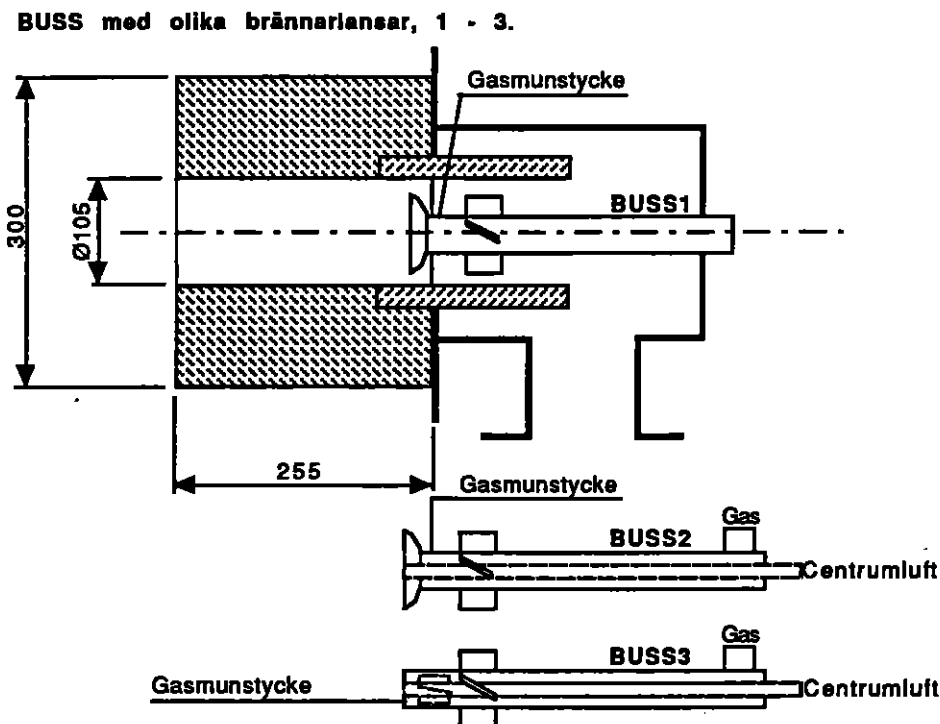 BUSS med olika brännarlansar, 1 - 3.
Gasmunstycke
BUSS1
300
Ø105
255
Gasmunstycke
Gas
BUSS2
Centrumluft
Gas
BUSS3
Gasmunstycke
Centrumluft